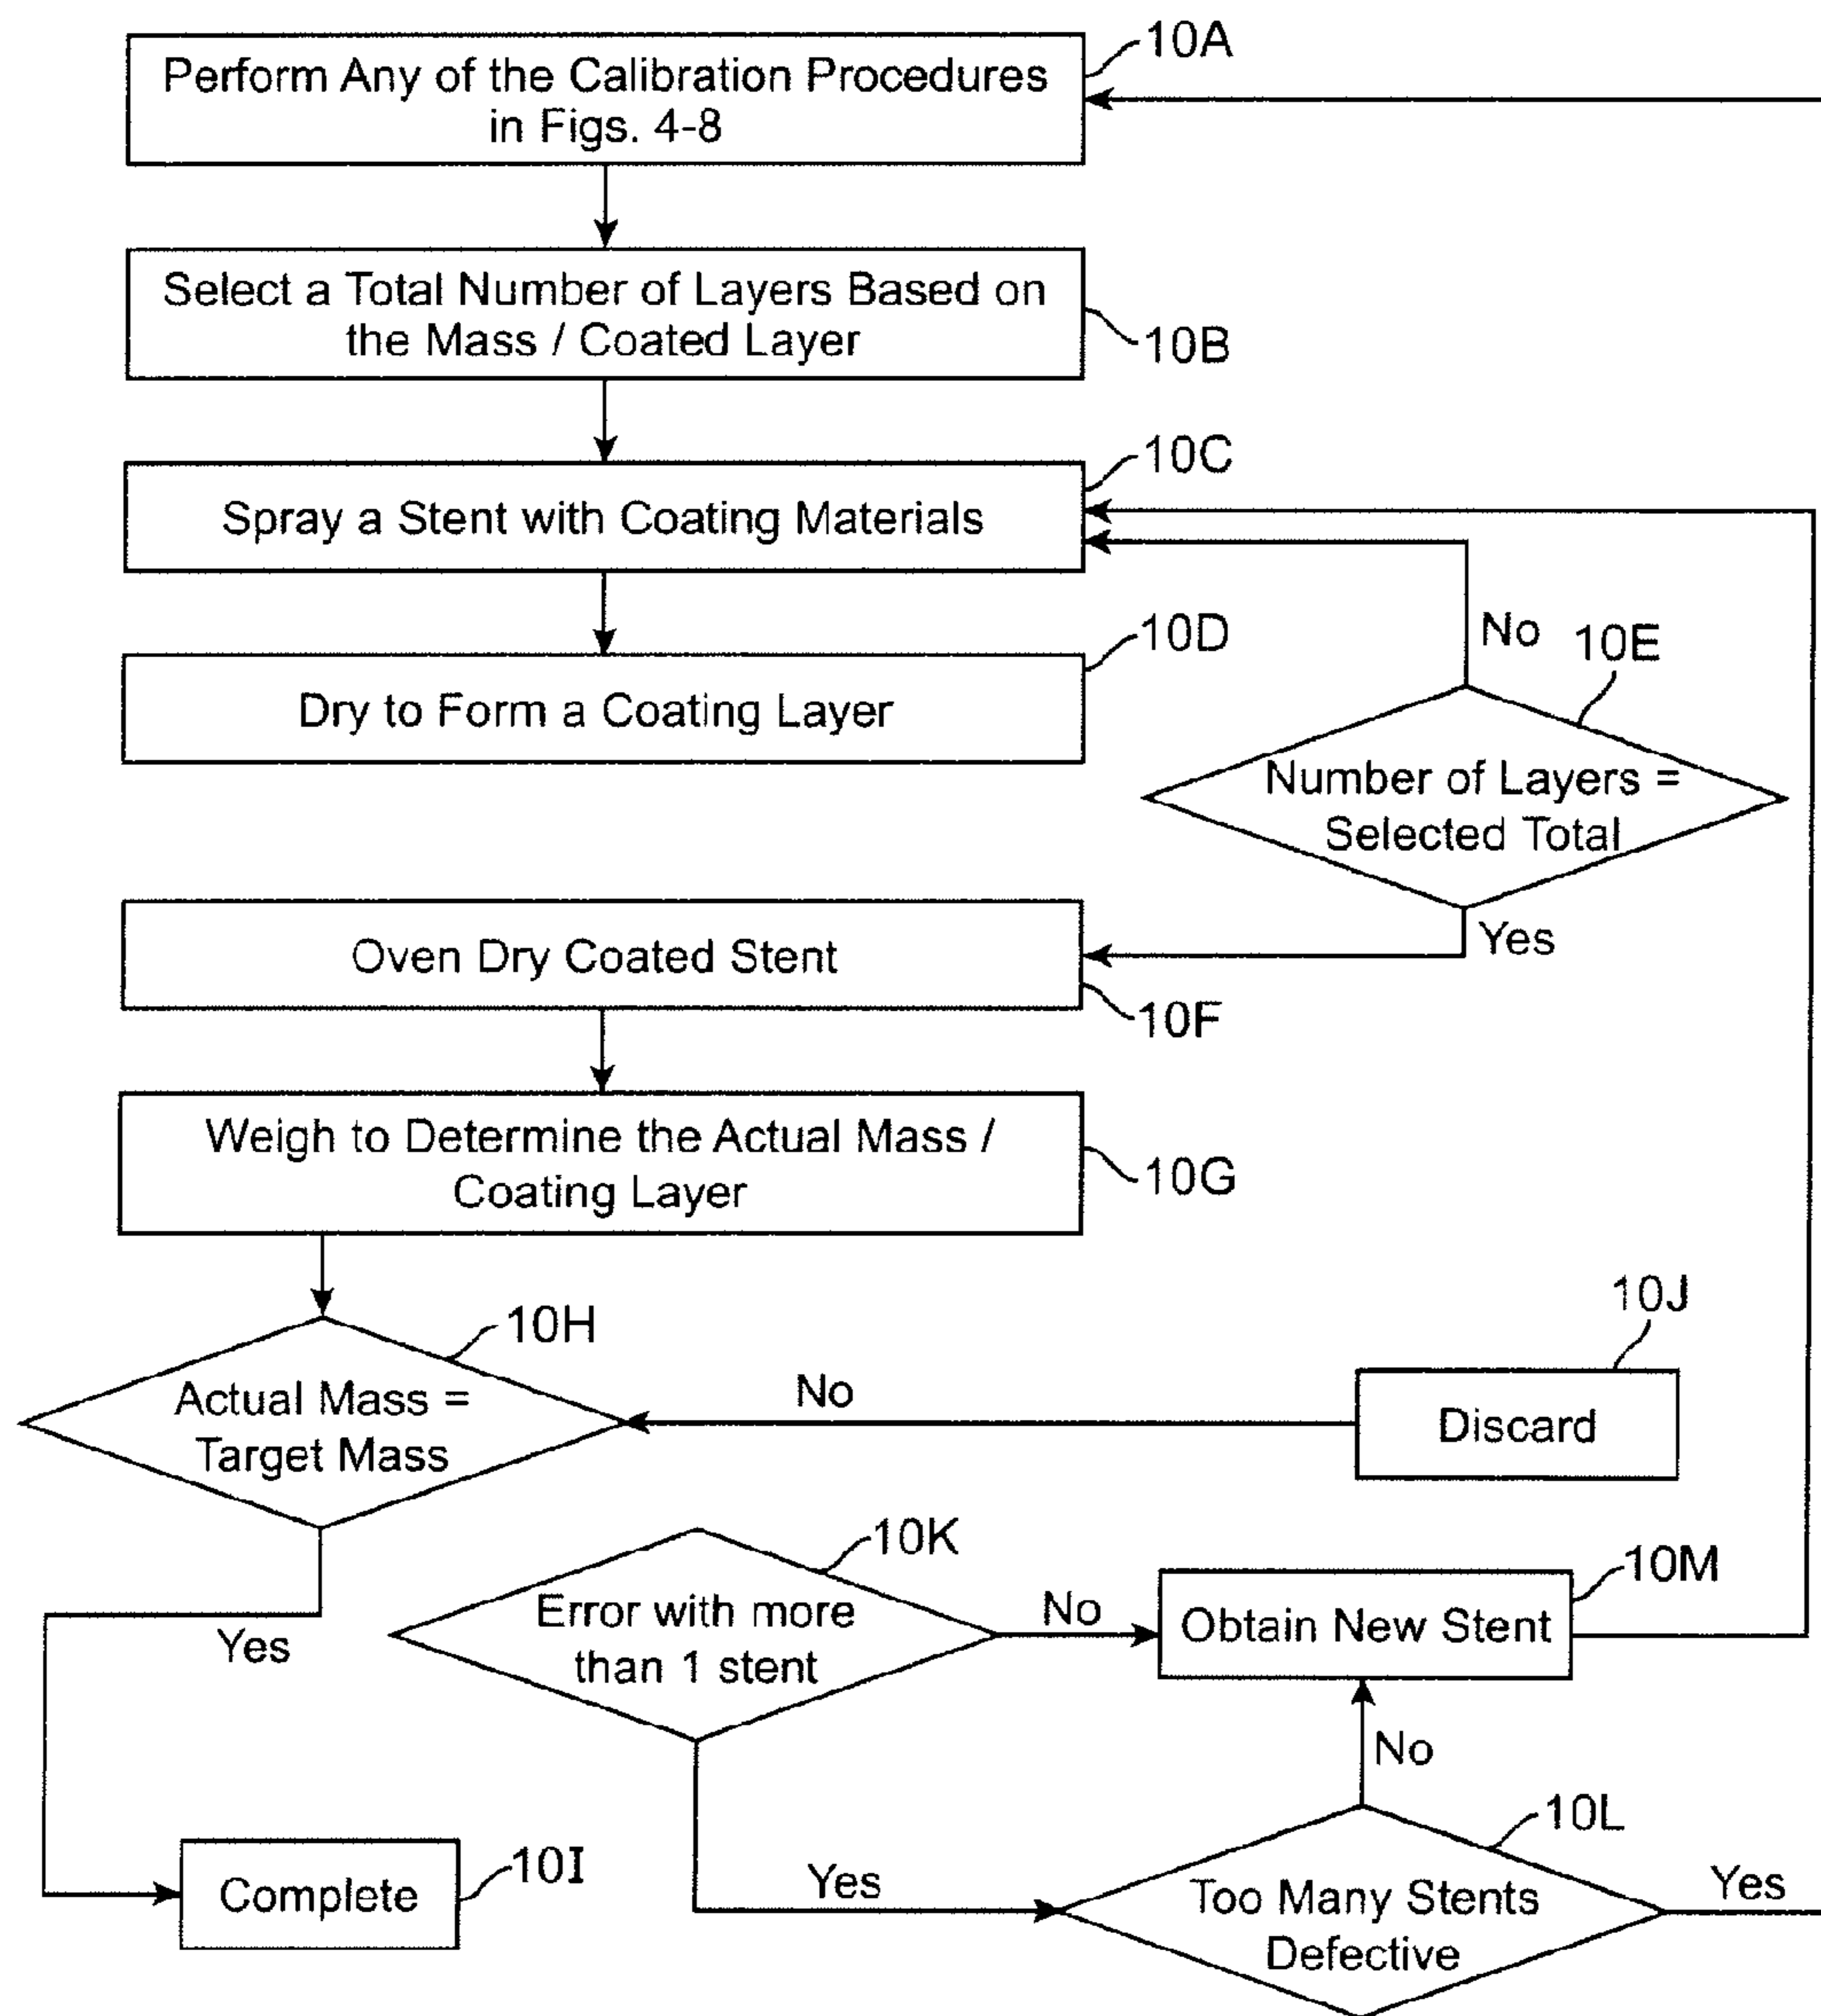 10A
Perform Any of the Calibration Procedures
in Figs. 4-8
Select a Total Number of Layers Based on
the Mass / Coated Layer
10B
10C
Spray a Stent with Coating Materials
10D
Dry to Form a Coating Layer
No
10E
Number of Layers =
Selected Total
Yes
Oven Dry Coated Stent
10F
Weigh to Determine the Actual Mass /
Coating Layer
10G
10H
Actual Mass =
Target Mass
No
10J
Discard
Yes
10K
Error with more
than 1 stent
No
10M
Obtain New Stent
No
Yes
10L
Too Many Stents
Defective
Yes
10I
Complete